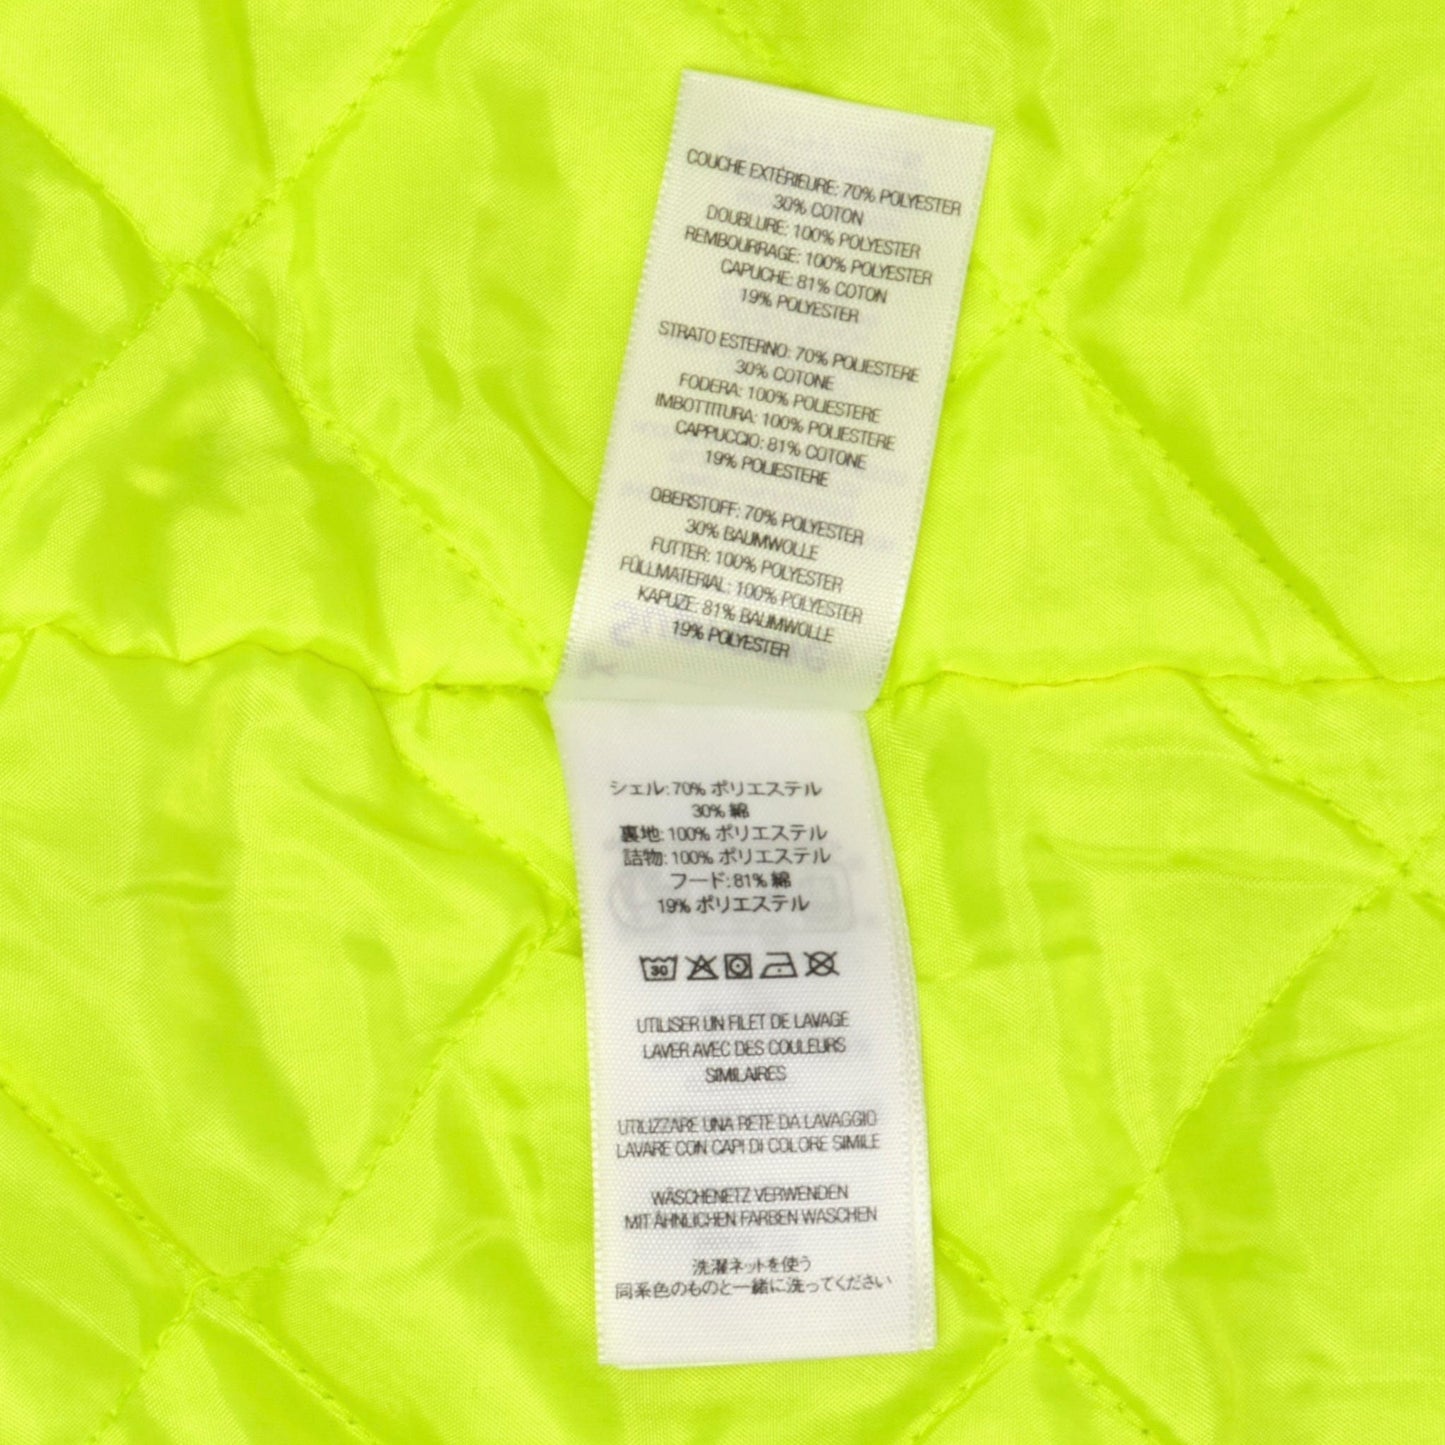 COUCHE EXTÉRIEURE: 70% POLYESTER
30% COTON
DOUBLURE: 100% POLYESTER
REMBOURRAGE: 100% POLYESTER
CAPUCHE: 81% COTON
19% POLYESTER
STRATO ESTERNO: 70% POLIESTERE
30% COTONE
FODERA: 100% POLIESTERE
IMBOTTITURA: 100% POLIESTERE
CAPPUCCIO: 81% COTONE
19% POLIESTERE
OBERSTOFF: 70% POLYESTER
30% BAUMWOLLE
FUTTER: 100% POLYESTER
FÜLLMATERIAL: 100% POLYESTER
KAPUZE: 81% BAUMWOLLE
19% POLYESTER
シェル: 70% ポリエステル
30% 綿
裏地: 100% ポリエステル
詰物: 100% ポリエステル
フード: 81% 綿
19% ポリエステル
30
UTILISER UN FILET DE LAVAGE
LAVER AVEC DES COULEURS
SIMILAIRES
UTILIZZARE UNA RETE DA LAVAGGIO
LAVARE CON CAPI DI COLORE SIMILE
WÄSCHENETZ VERWENDEN
MIT ÄHNLICHEN FARBEN WASCHEN
洗濯ネットを使う
同系色のものと一緒に洗ってください